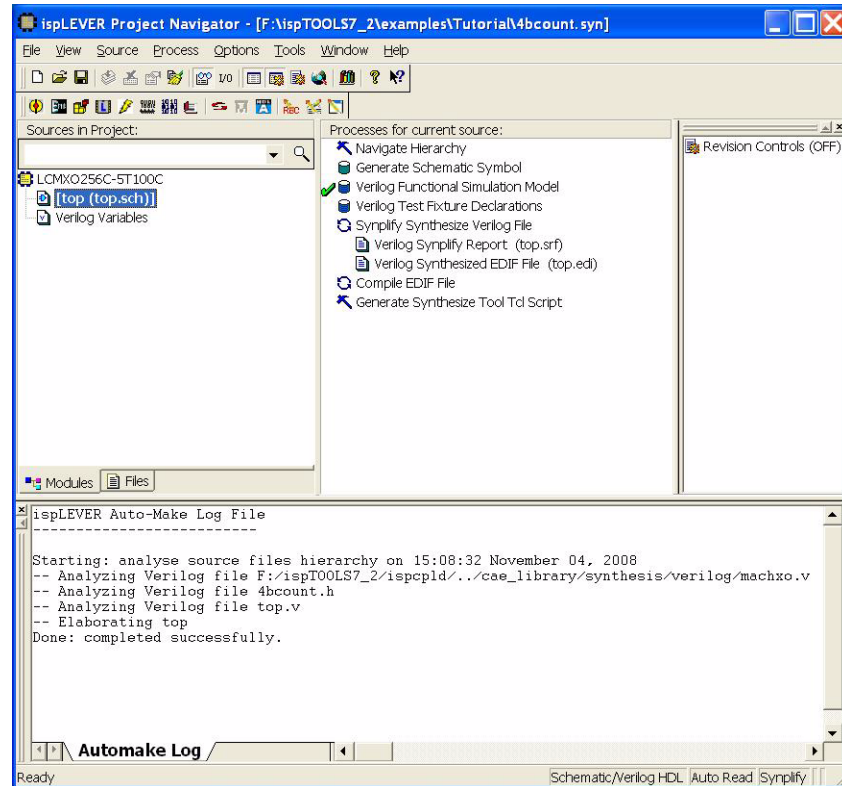 ispLEVER Project Navigator - [F:\ispTOOLS7_2\examples\Tutorial\4bcount.syn]
File View Source Process Options Tools Window Help
I/O
Sources in Project:
LCMXO256C-5T100C
[top (top.sch)]
Verilog Variables
Modules Files
Processes for current source:
Navigate Hierarchy
Generate Schematic Symbol
Verilog Functional Simulation Model
Verilog Test Fixture Declarations
Synplify Synthesize Verilog File
Verilog Synplify Report (top.srf)
Verilog Synthesized EDIF File (top.edi)
Compile EDIF File
Generate Synthesize Tool Tcl Script
Revision Controls (OFF)
ispLEVER Auto-Make Log File
---------------------------
Starting: analyse source files hierarchy on 15:08:32 November 04, 2008
-- Analyzing Verilog file F:/ispTOOLS7_2/ispcpld/../cae_library/synthesis/verilog/machxo.v
-- Analyzing Verilog file 4bcount.h
-- Analyzing Verilog file top.v
-- Elaborating top
Done: completed successfully.
Automake Log
Ready
Schematic/Verilog HDL Auto Read Synplify